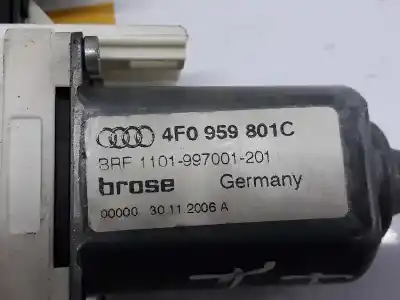 4F0 959 801C
BRF 1101-997001-201
brose Germany
00000 30.11.2006 A